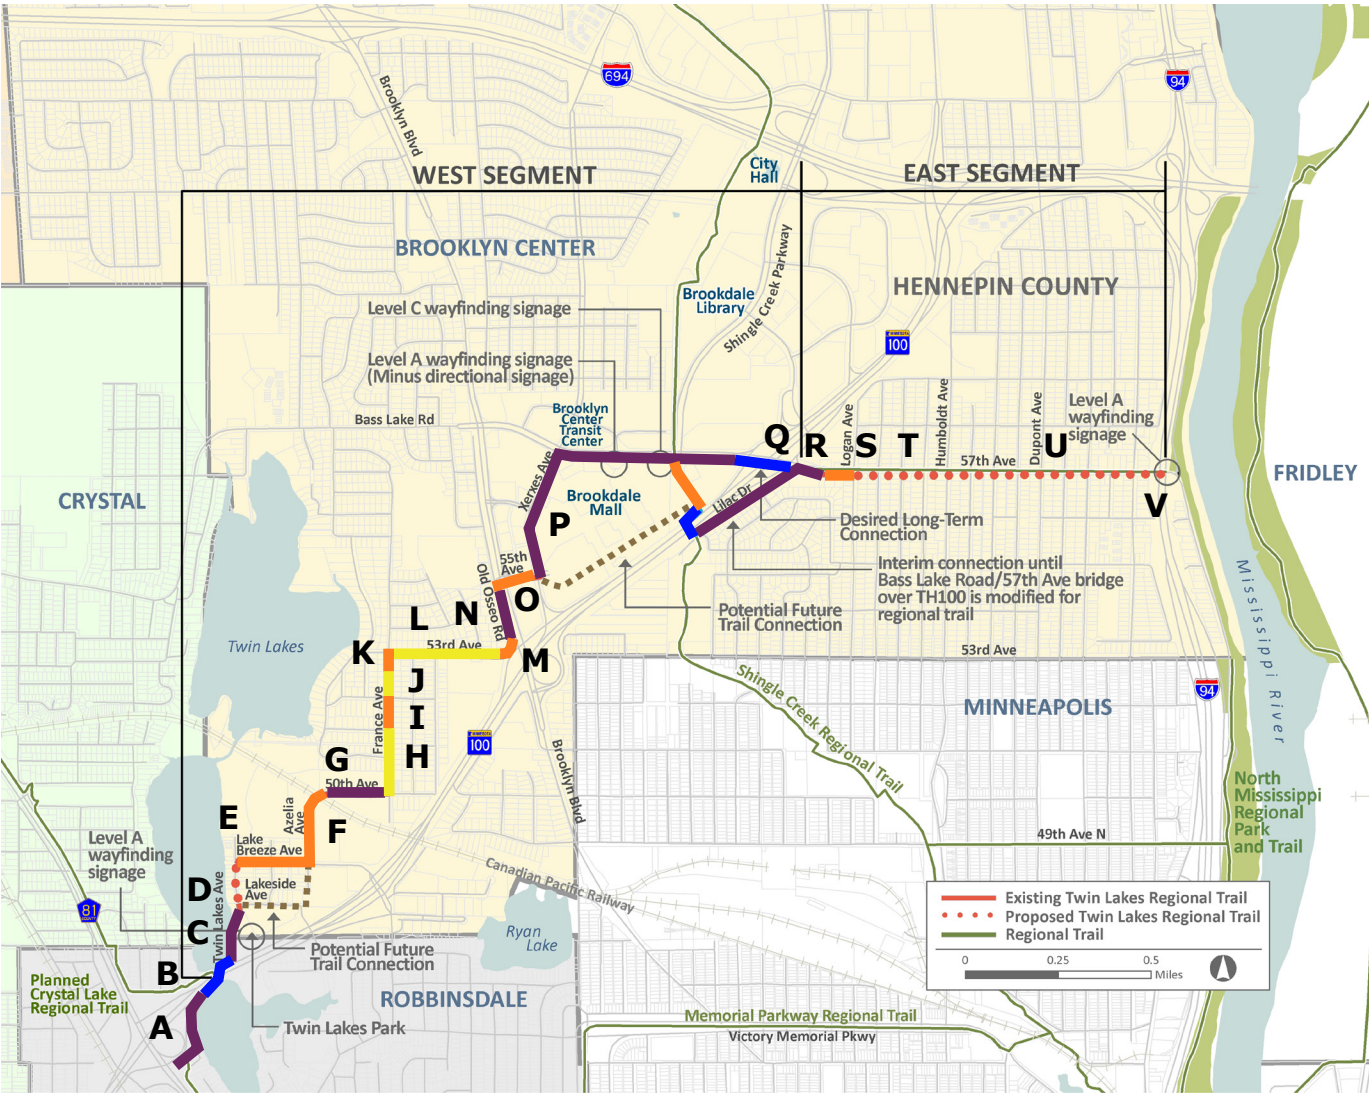 694
94
Brooklyn Blvd
WEST SEGMENT
City
Hall
EAST SEGMENT
BROOKLYN CENTER
Shingle Creek Parkway
HENNEPIN COUNTY
Level C wayfinding signage
Brookdale
Library
MINNESOTA
100
Level A wayfinding signage
(Minus directional signage)
Bass Lake Rd
Brooklyn
Center
Transit
Center
Logan Ave
Humboldt Ave
Dupont Ave
Level A
wayfinding
signage
Q
R
S
T
U
57th Ave
V
FRIDLEY
CRYSTAL
Xerxes Ave
Brookdale
Mall
P
Lilac Dr
Desired Long-Term
Connection
55th
Ave
Old Osseo Rd
O
Interim connection until
Bass Lake Road/57th Ave bridge
over TH100 is modified for
regional trail
Potential Future
Trail Connection
Mississippi River
L
N
Twin Lakes
K
53rd Ave
M
53rd Ave
J
France Ave
I
H
Shingle Creek Regional Trail
94
MINNEAPOLIS
MINNESOTA
100
Brooklyn Blvd
G
50th Ave
North
Mississippi
Regional
Park
and Trail
E
Azelia
Ave
F
Level A
wayfinding
signage
Lake
Breeze Ave
49th Ave N
Canadian Pacific Railway
D
Lakeside
Ave
Twin Lakes Ave
81
COUNTY
C
Ryan
Lake
Existing Twin Lakes Regional Trail
Proposed Twin Lakes Regional Trail
Regional Trail
0
0.25
0.5
Miles
Potential Future
Trail Connection
B
Planned
Crystal Lake
Regional Trail
ROBBINSDALE
A
Twin Lakes Park
Memorial Parkway Regional Trail
Victory Memorial Pkwy